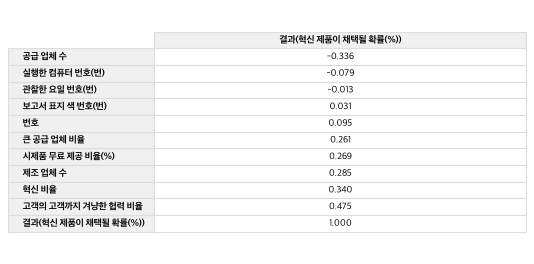 결과(혁신 제품이 채택될 확률(%))
공급 업체 수 -0.336
실행한 컴퓨터 번호(번) -0.079
관찰한 요일 번호(번) -0.013
보고서 표지 색 번호(번) 0.031
번호 0.095
큰 공급 업체 비율 0.261
시제품 무료 제공 비율(%) 0.269
제조 업체 수 0.285
혁신 비율 0.340
고객의 고객까지 겨냥한 협력 비율 0.475
결과(혁신 제품이 채택될 확률(%)) 1.000